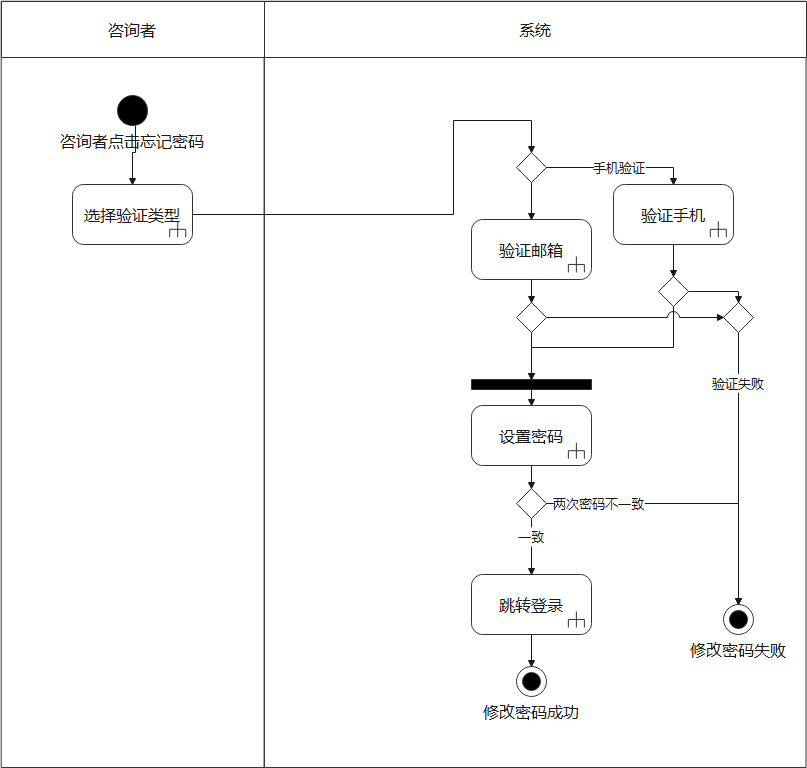 咨询者
系统
咨询者点击忘记密码
手机验证
选择验证类型
验证手机
验证邮箱
验证失败
设置密码
两次密码不一致
一致
跳转登录
修改密码失败
修改密码成功